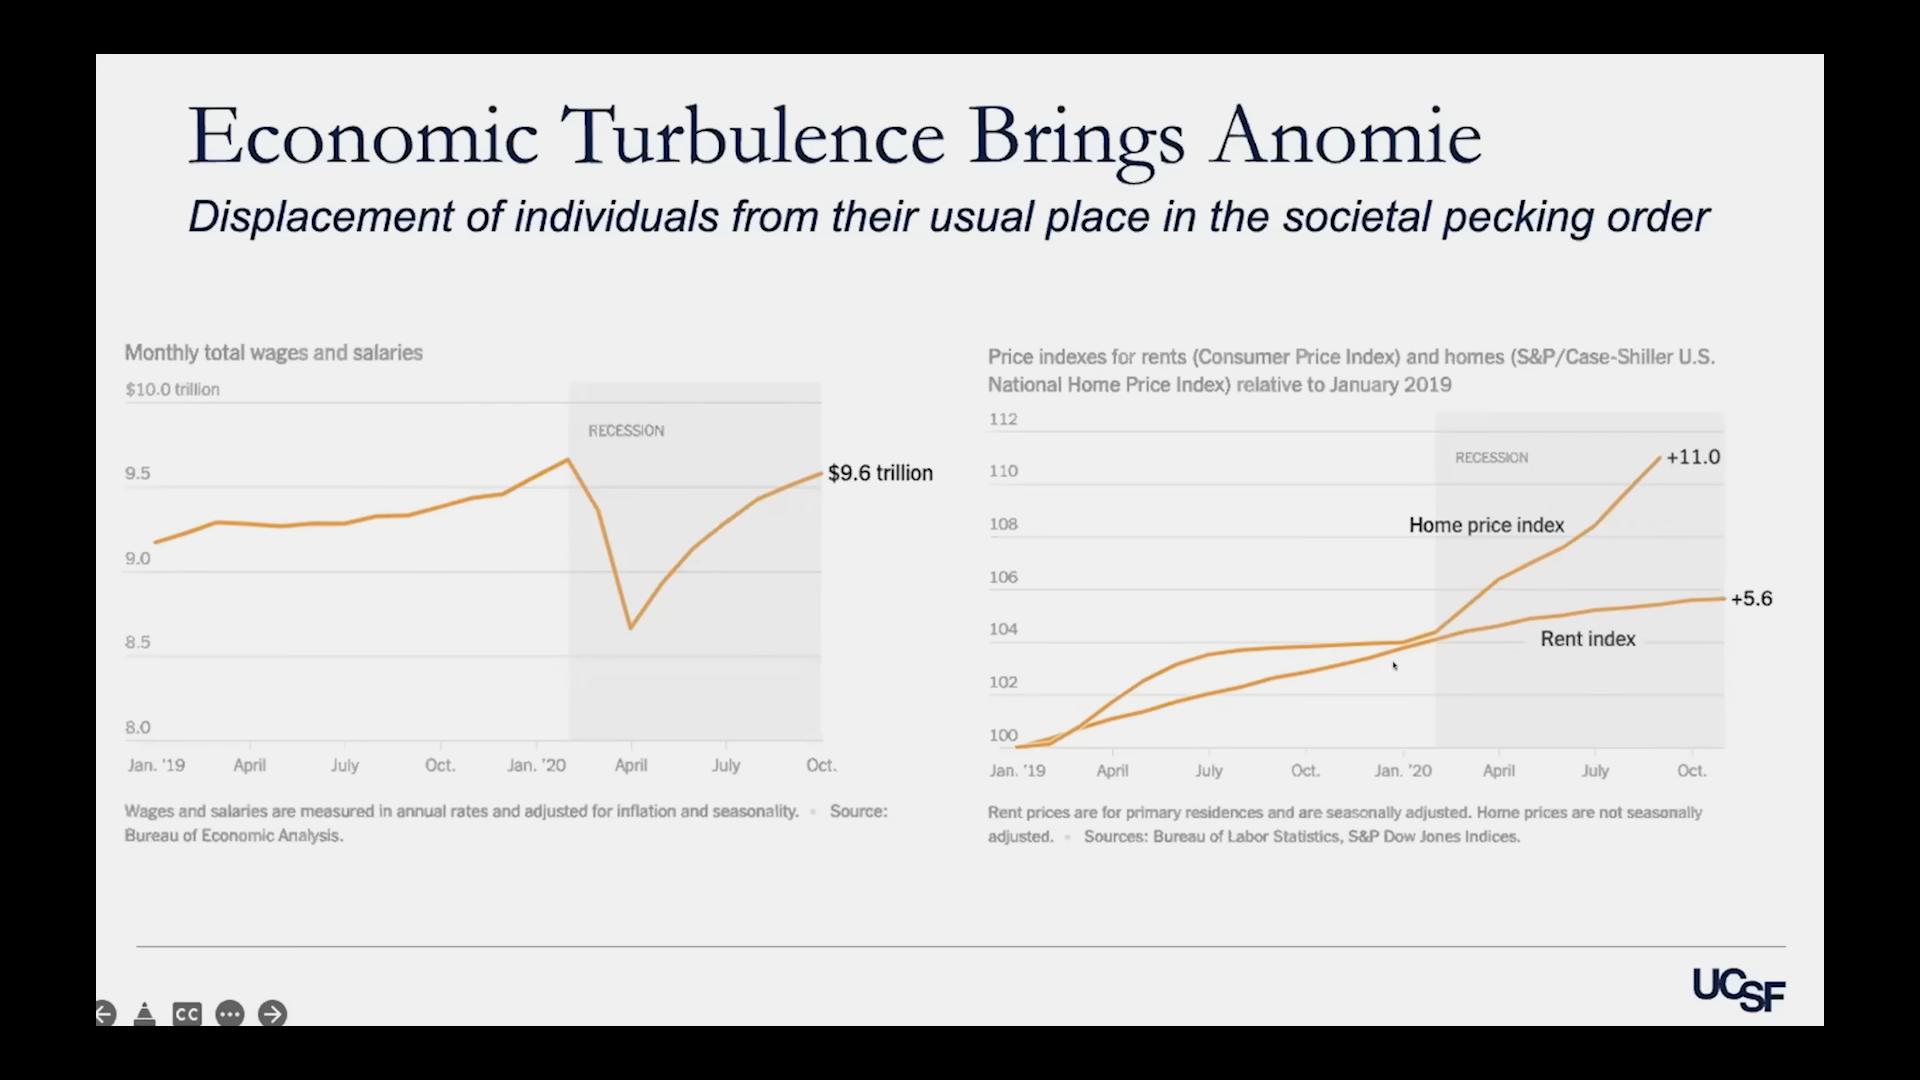 Economic Turbulence Brings Anomie
Displacement of individuals from their usual place in the societal pecking order
Monthly total wages and salaries
$10.0 trillion
RECESSION
9.5
$9.6 trillion
9.0
8.5
8.0
Jan. '19 April July Oct. Jan. '20 April July Oct.
Wages and salaries are measured in annual rates and adjusted for inflation and seasonality. • Source:
Bureau of Economic Analysis.
Price indexes for rents (Consumer Price Index) and homes (S&P/Case-Shiller U.S.
National Home Price Index) relative to January 2019
112
RECESSION
+11.0
110
108
Home price index
106
+5.6
104
Rent index
102
100
Jan. '19 April July Oct. Jan. '20 April July Oct.
Rent prices are for primary residences and are seasonally adjusted. Home prices are not seasonally
adjusted. • Sources: Bureau of Labor Statistics, S&P Dow Jones Indices.
UCSF
CC